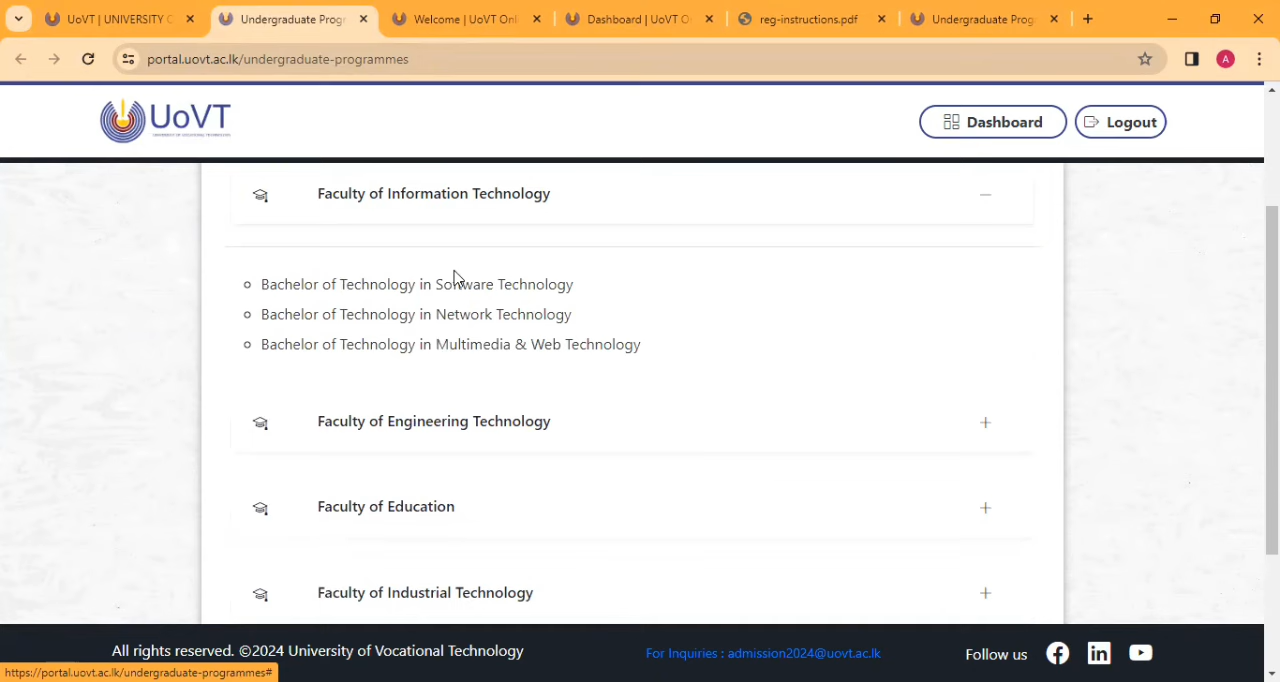 UoVT | UNIVERSITY O
Undergraduate Progr
Welcome | UoVT Onl
Dashboard | UoVT O
reg-instructions.pdf
Undergraduate Prog
portal.uovt.ac.lk/undergraduate-programmes
A
UoVT
UNIVERSITY OF VOCATIONAL TECHNOLOGY
Dashboard
Logout
Faculty of Information Technology
Bachelor of Technology in Software Technology
Bachelor of Technology in Network Technology
Bachelor of Technology in Multimedia & Web Technology
Faculty of Engineering Technology
Faculty of Education
Faculty of Industrial Technology
All rights reserved. ©2024 University of Vocational Technology
For Inquiries : admission2024@uovt.ac.lk
Follow us
https://portal.uovt.ac.lk/undergraduate-programmes#